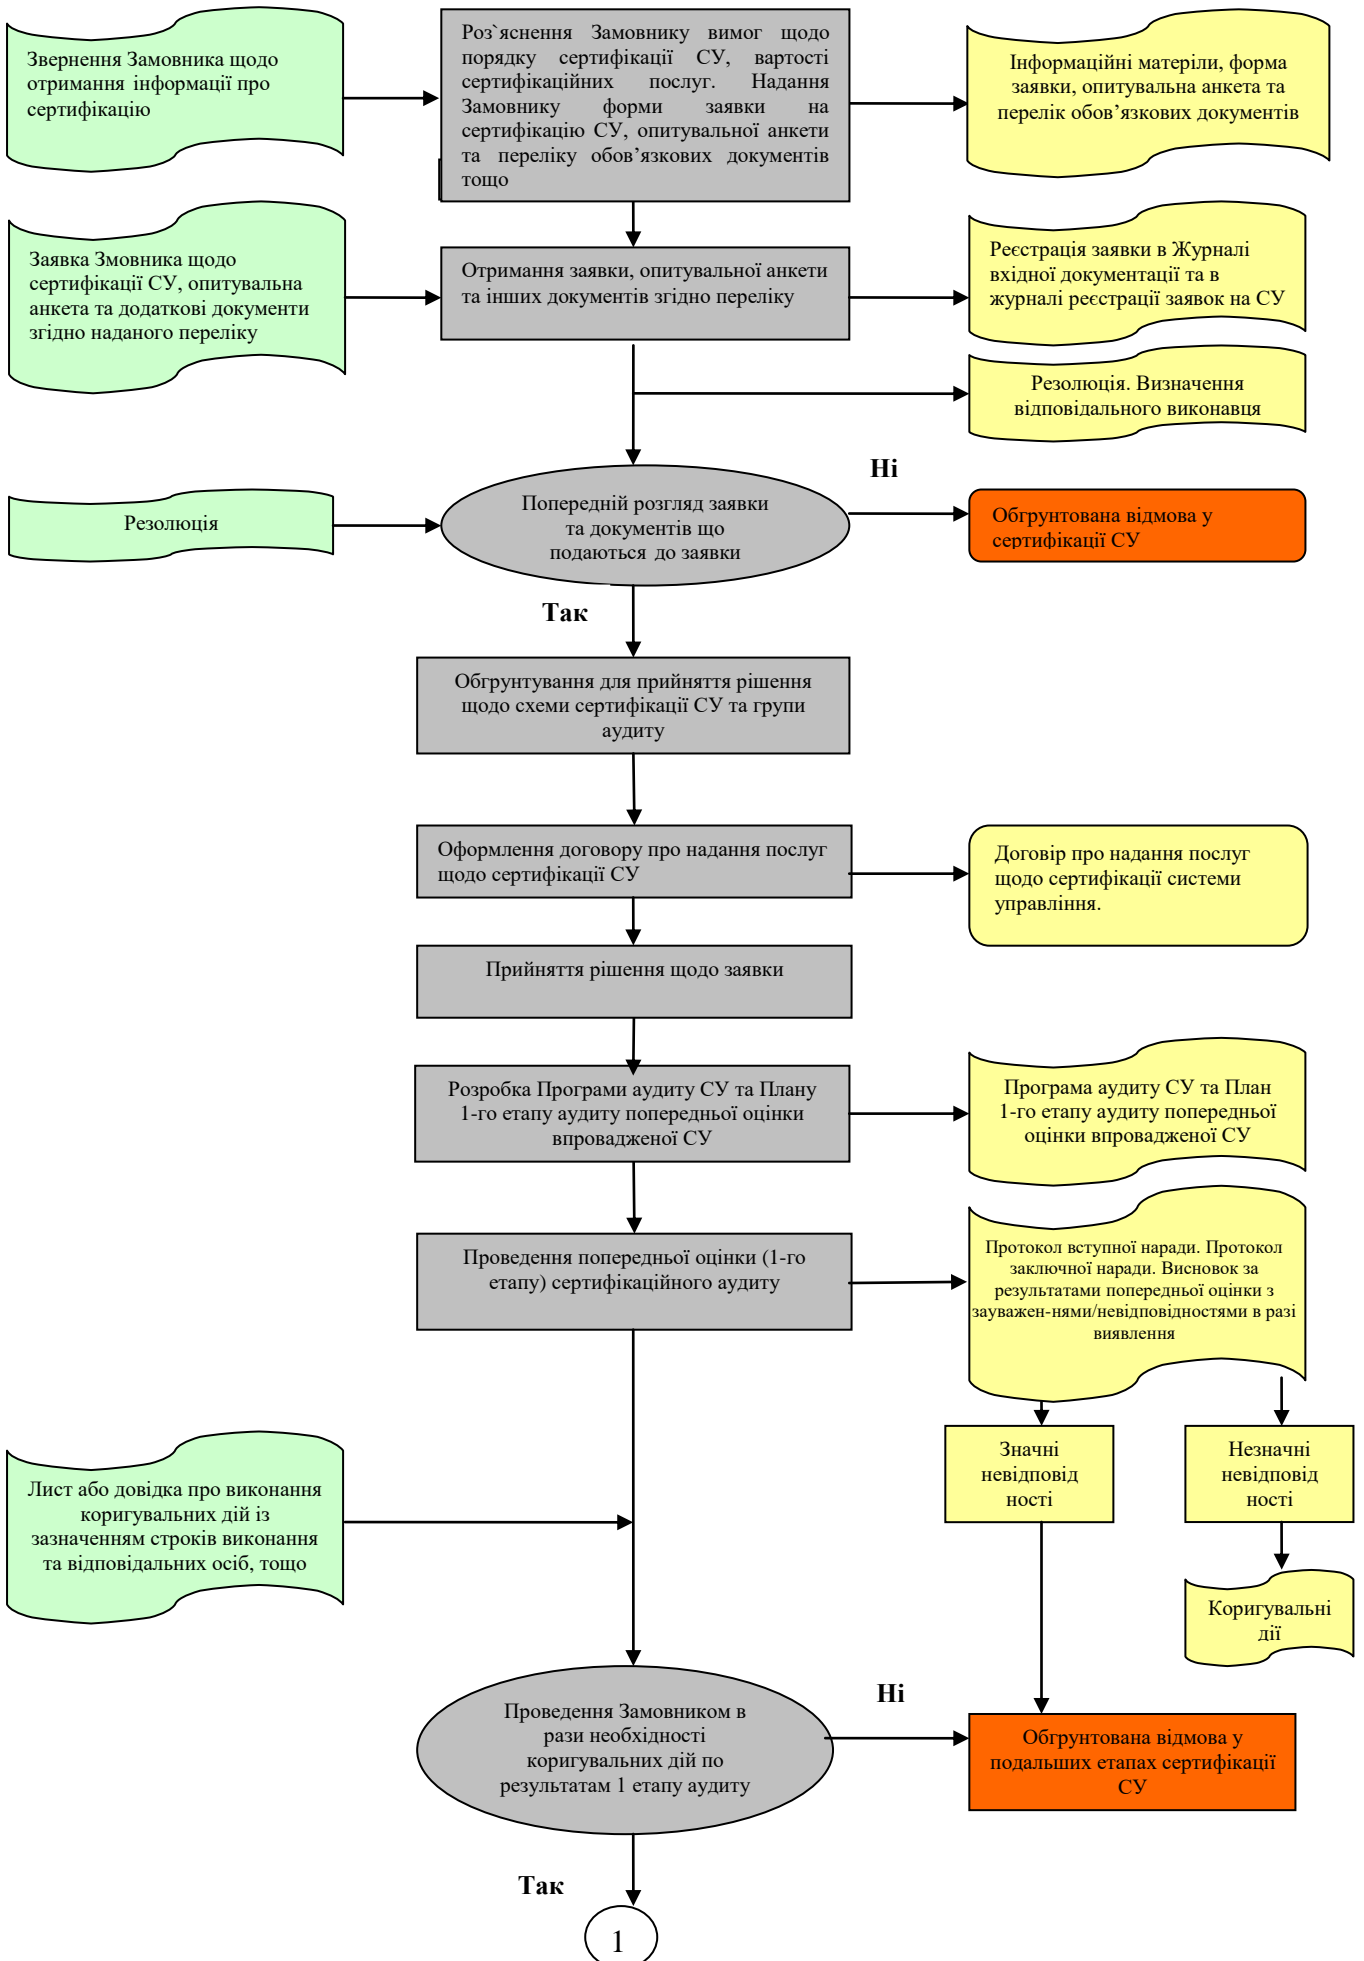 Звернення Замовника щодо
отримання інформації про
сертифікацію
Роз`яснення Замовнику вимог щодо
порядку сертифікації СУ, вартості
сертифікаційних послуг. Надання
Замовнику форми заявки на
сертифікацію СУ, опитувальної анкети
та переліку обов’язкових документів
тощо
Інформаційні матеріли, форма
заявки, опитувальна анкета та
перелік обов’язкових документів
Заявка Змовника щодо
сертифікації СУ, опитувальна
анкета та додаткові документи
згідно наданого переліку
Отримання заявки, опитувальної анкети
та інших документів згідно переліку
Реєстрація заявки в Журналі
вхідної документації та в
журналі реєстрації заявок на СУ
Резолюція. Визначення
відповідального виконавця
Ні
Резолюція
Попередній розгляд заявки
та документів що
подаються до заявки
Обгрунтована відмова у
сертифікації СУ
Так
Обгрунтування для прийняття рішення
щодо схеми сертифікації СУ та групи
аудиту
Оформлення договору про надання послуг
щодо сертифікації СУ
Договір про надання послуг
щодо сертифікації системи
управління.
Прийняття рішення щодо заявки
Розробка Програми аудиту СУ та Плану
1-го етапу аудиту попередньої оцінки
впровадженої СУ
Програма аудиту СУ та План
1-го етапу аудиту попередньої
оцінки впровадженої СУ
Проведення попередньої оцінки (1-го
етапу) сертифікаційного аудиту
Протокол вступної наради. Протокол
заключної наради. Висновок за
результатами попередньої оцінки з
зауважен-нями/невідповідностями в разі
виявлення
Значні
невідповід
ності
Незначні
невідповід
ності
Лист або довідка про виконання
коригувальних дій із
зазначенням строків виконання
та відповідальних осіб, тощо
Коригувальні
дії
Проведення Замовником в
рази необхідності
коригувальних дій по
результатам 1 етапу аудиту
Ні
Обгрунтована відмова у
подальших етапах сертифікації
СУ
Так
1